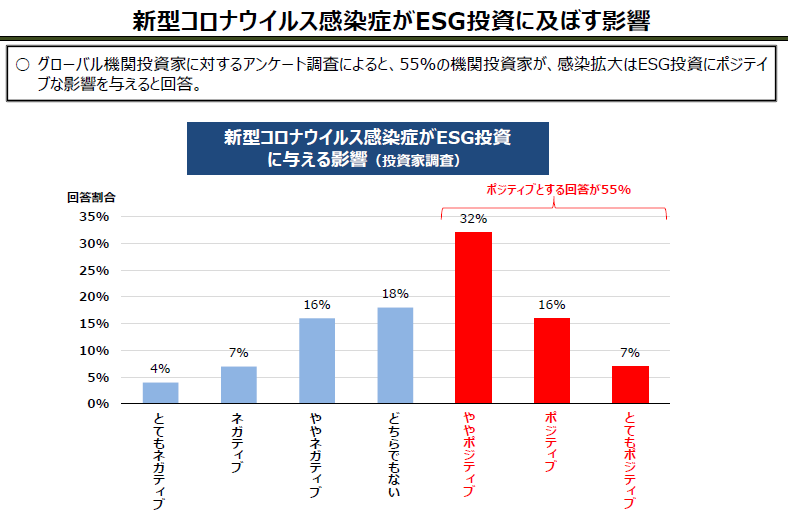 新型コロナウイルス感染症がESG投資に及ぼす影響
○ グローバル機関投資家に対するアンケート調査によると、55%の機関投資家が、感染拡大はESG投資にポジティ
ブな影響を与えると回答。
新型コロナウイルス感染症がESG投資
に与える影響（投資家調査）
ポジティブとする回答が55%
回答割合
35%
30%
25%
20%
15%
10%
5%
0%
4%
7%
16%
18%
32%
16%
7%
とてもネガティブ
ネガティブ
ややネガティブ
どちらでもない
ややポジティブ
ポジティブ
とてもポジティブ